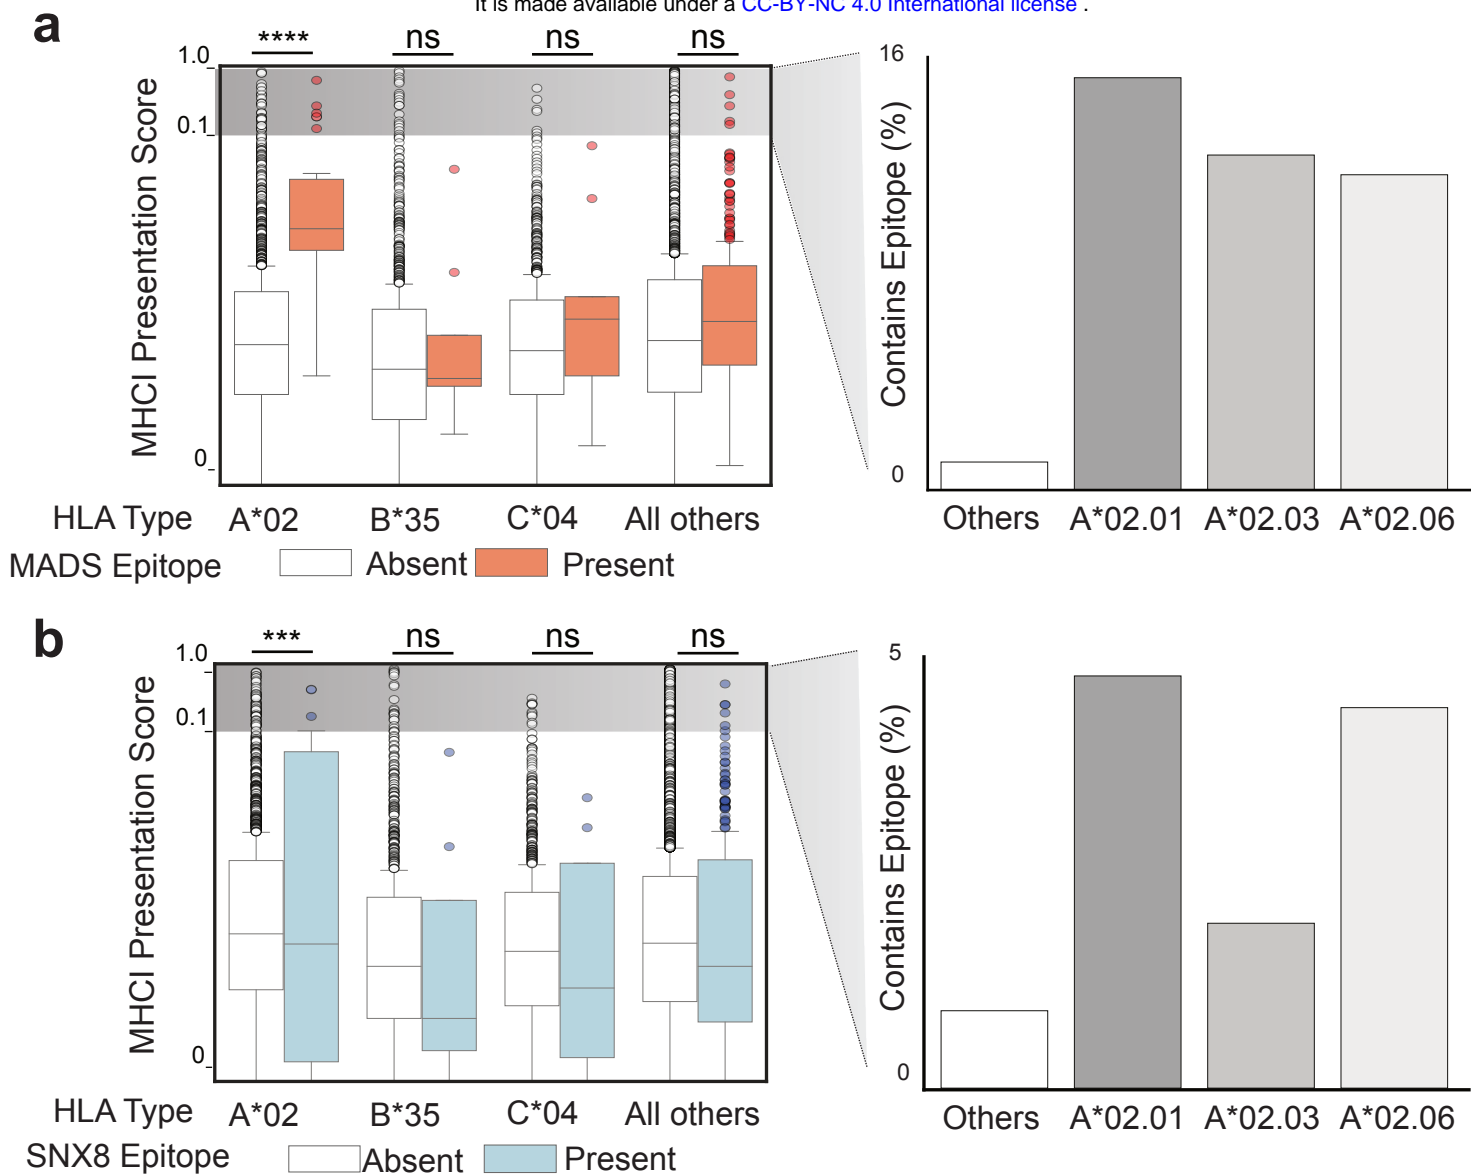 It is made available under a CC-BY-NC 4.0 International license .
a
**** ns ns ns
1.0
0.1
0
MHCI Presentation Score
HLA Type A*02 B*35 C*04 All others
MADS Epitope Absent Present
16
0
Contains Epitope (%)
Others A*02.01 A*02.03 A*02.06
b
*** ns ns ns
1.0
0.1
0
MHCI Presentation Score
HLA Type A*02 B*35 C*04 All others
SNX8 Epitope Absent Present
5
0
Contains Epitope (%)
Others A*02.01 A*02.03 A*02.06